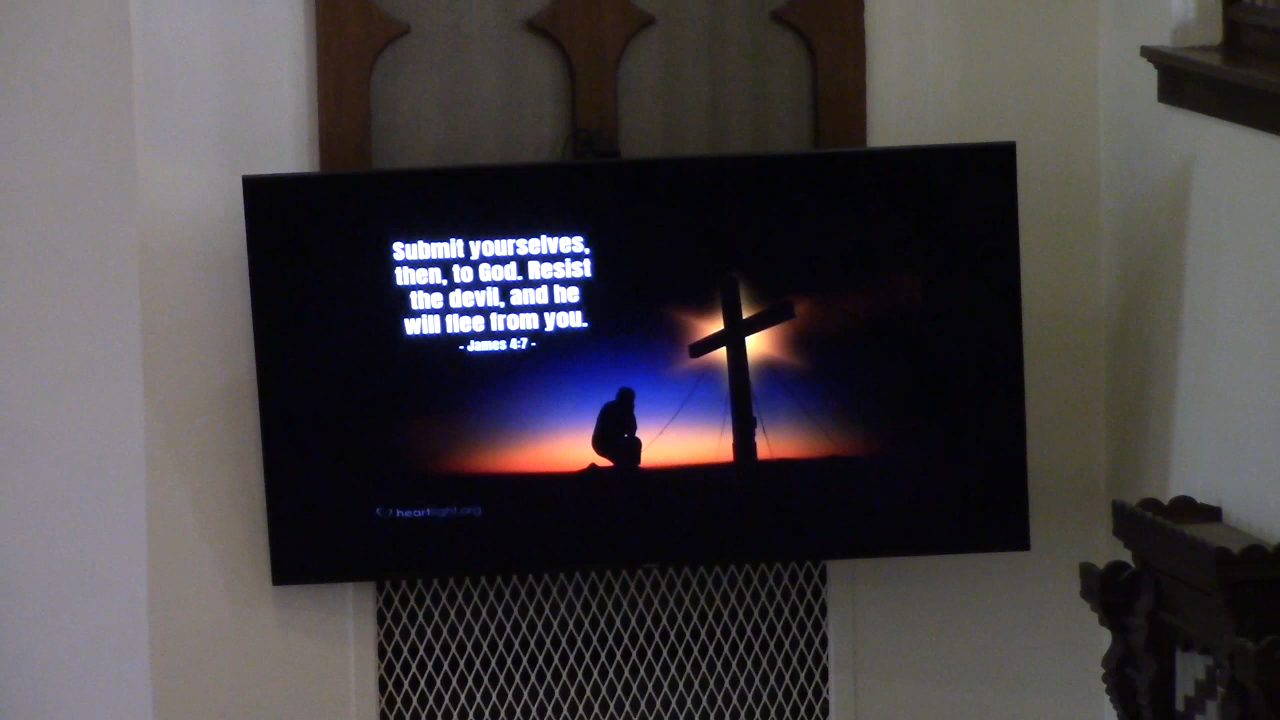 Submit yourselves,
then, to God. Resist
the devil, and he
will flee from you.
- James 4:7 -
heartlight.org